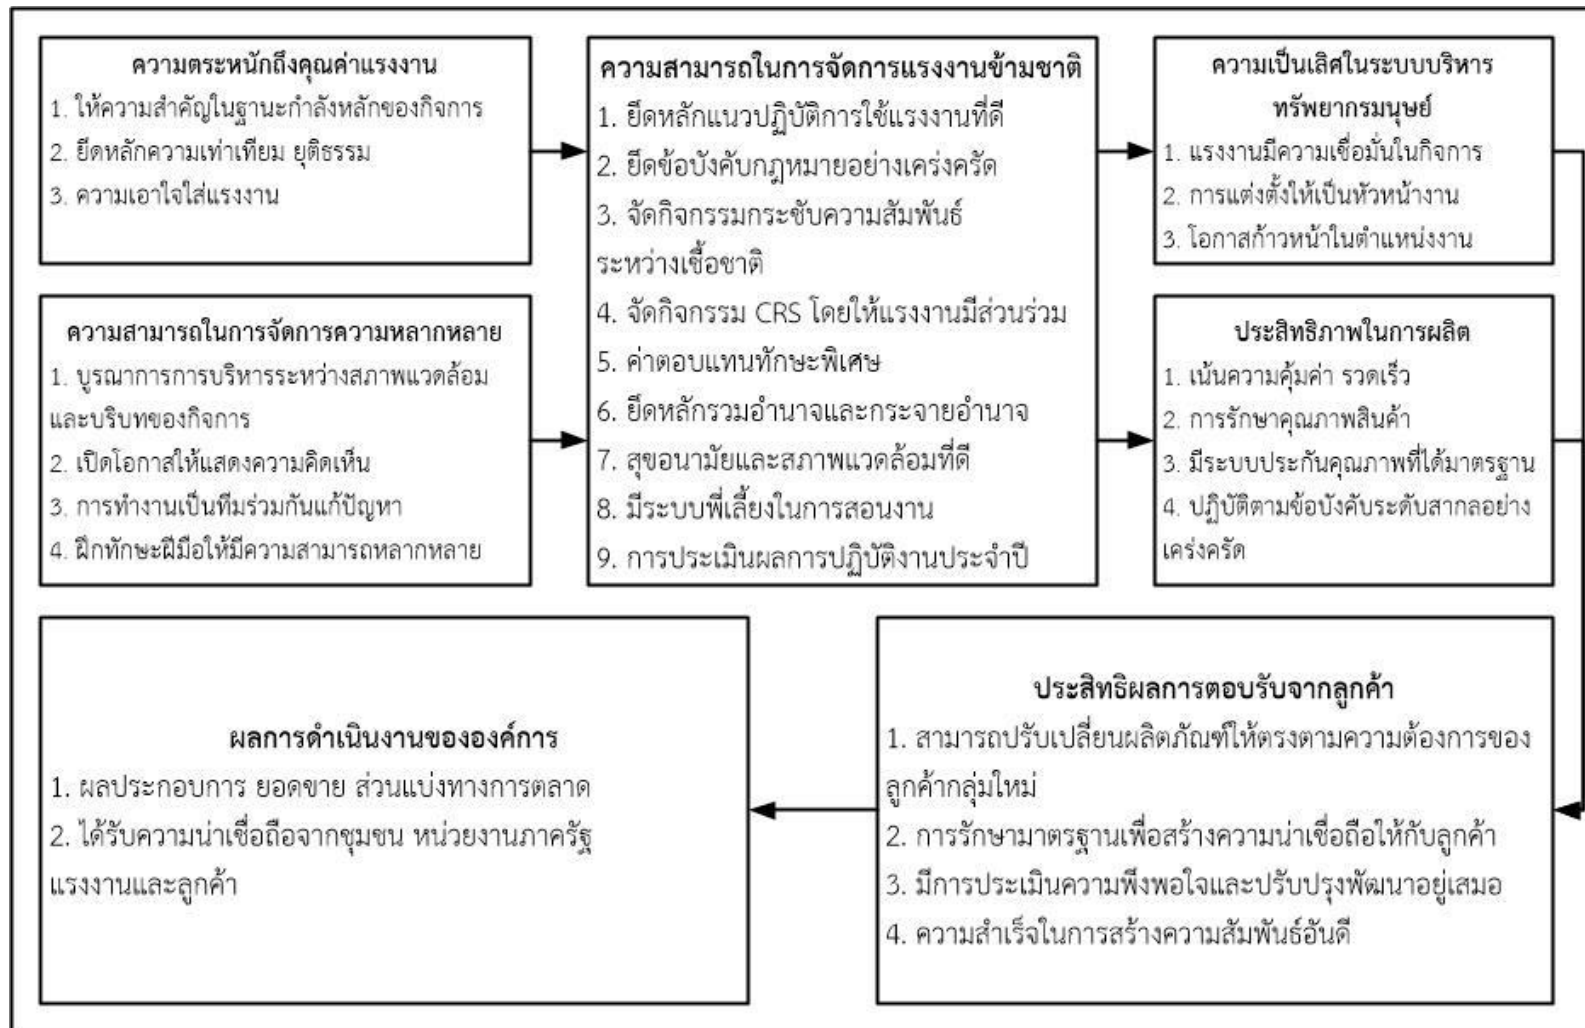 ความตระหนักถึงคุณค่าแรงงาน
1. ให้ความสำคัญในฐานะกำลังหลักของกิจการ
2. ยึดหลักความเท่าเทียม ยุติธรรม
3. ความเอาใจใส่แรงงาน
ความสามารถในการจัดการความหลากหลาย
1. บูรณาการการบริหารระหว่างสภาพแวดล้อม
และบริบทของกิจการ
2. เปิดโอกาสให้แสดงความคิดเห็น
3. การทำงานเป็นทีมร่วมกันแก้ปัญหา
4. ฝึกทักษะฝีมือให้มีความสามารถหลากหลาย
ความสามารถในการจัดการแรงงานข้ามชาติ
1. ยึดหลักแนวปฏิบัติการใช้แรงงานที่ดี
2. ยึดข้อบังคับกฎหมายอย่างเคร่งครัด
3. จัดกิจกรรมกระชับความสัมพันธ์
ระหว่างเชื้อชาติ
4. จัดกิจกรรม CRS โดยให้แรงงานมีส่วนร่วม
5. ค่าตอบแทนทักษะพิเศษ
6. ยึดหลักรวมอำนาจและกระจายอำนาจ
7. สุขอนามัยและสภาพแวดล้อมที่ดี
8. มีระบบพี่เลี้ยงในการสอนงาน
9. การประเมินผลการปฏิบัติงานประจำปี
ความเป็นเลิศในระบบบริหาร
ทรัพยากรมนุษย์
1. แรงงานมีความเชื่อมั่นในกิจการ
2. การแต่งตั้งให้เป็นหัวหน้างาน
3. โอกาสก้าวหน้าในตำแหน่งงาน
ประสิทธิภาพในการผลิต
1. เน้นความคุ้มค่า รวดเร็ว
2. การรักษาคุณภาพสินค้า
3. มีระบบประกันคุณภาพที่ได้มาตรฐาน
4. ปฏิบัติตามข้อบังคับระดับสากลอย่าง
เคร่งครัด
ประสิทธิผลการตอบรับจากลูกค้า
1. สามารถปรับเปลี่ยนผลิตภัณฑ์ให้ตรงตามความต้องการของ
ลูกค้ากลุ่มใหม่
2. การรักษามาตรฐานเพื่อสร้างความน่าเชื่อถือให้กับลูกค้า
3. มีการประเมินความพึงพอใจและปรับปรุงพัฒนาอยู่เสมอ
4. ความสำเร็จในการสร้างความสัมพันธ์อันดี
ผลการดำเนินงานขององค์การ
1. ผลประกอบการ ยอดขาย ส่วนแบ่งทางการตลาด
2. ได้รับความน่าเชื่อถือจากชุมชน หน่วยงานภาครัฐ
แรงงานและลูกค้า